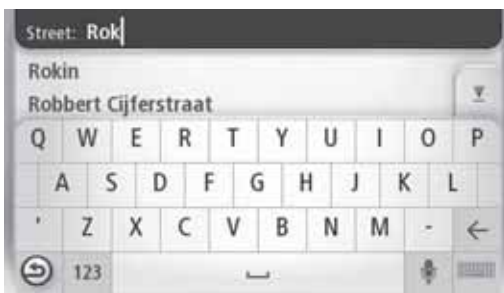 Street: Rok
Rokin
Robbert Cijferstraat
Q W E R T Y U I O P
A S D F G H J K L
' Z X C V B N M -
123